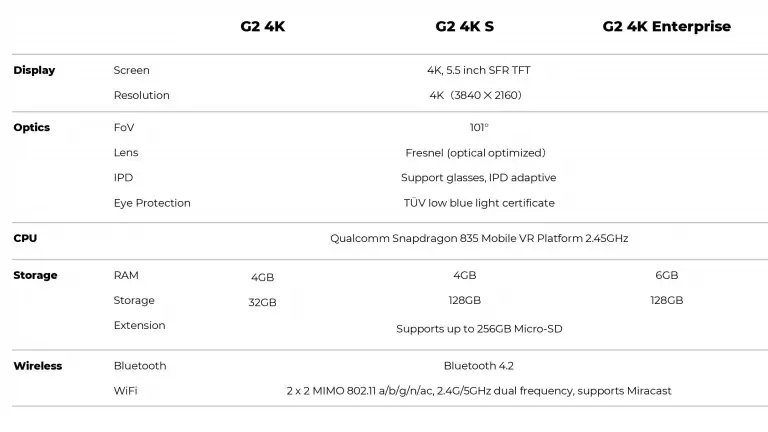 G2 4K G2 4K S G2 4K Enterprise
Display Screen 4K, 5.5 inch SFR TFT
Resolution 4K（3840 X 2160）
Optics FoV 101°
Lens Fresnel (optical optimized）
IPD Support glasses, IPD adaptive
Eye Protection TÜV low blue light certificate
CPU Qualcomm Snapdragon 835 Mobile VR Platform 2.45GHz
Storage RAM 4GB 4GB 6GB
Storage 32GB 128GB 128GB
Extension Supports up to 256GB Micro-SD
Wireless Bluetooth Bluetooth 4.2
WiFi 2 x 2 MIMO 802.11 a/b/g/n/ac, 2.4G/5GHz dual frequency, supports Miracast